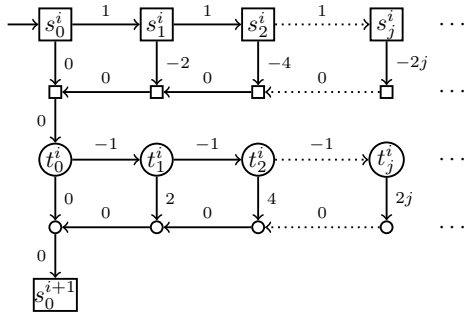 1 1 1
s_0^i s_1^i s_2^i s_j^i ...
0 −2 −4 −2j
0 0 0 ...
0
−1 −1 −1
t_0^i t_1^i t_2^i t_j^i ...
0 2 4 2j
0 0 0 ...
0
s_0^{i+1}